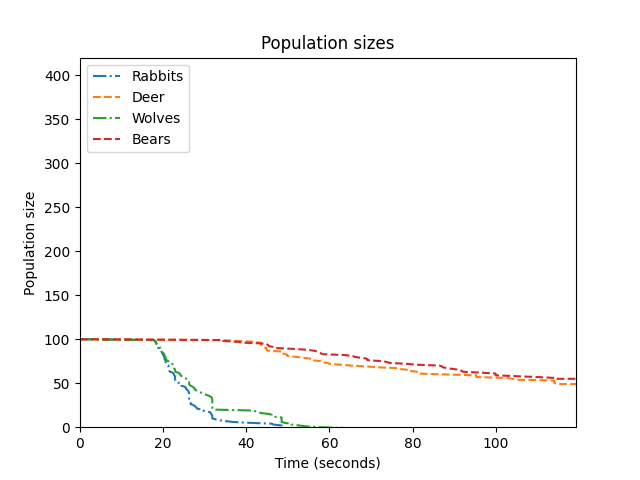 Population sizes
Population size
400
350
300
250
200
150
100
50
0
Rabbits
Deer
Wolves
Bears
0 20 40 60 80 100
Time (seconds)